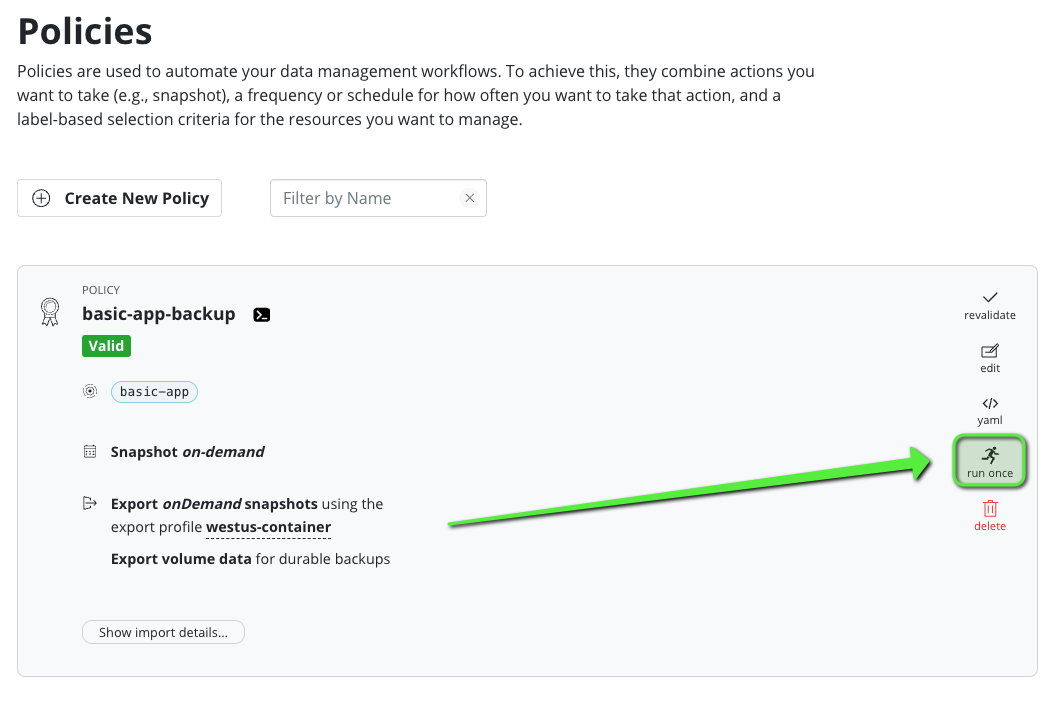 Policies
Policies are used to automate your data management workflows. To achieve this, they combine actions you
want to take (e.g., snapshot), a frequency or schedule for how often you want to take that action, and a
label-based selection criteria for the resources you want to manage.
Create New Policy
Filter by Name
POLICY
basic-app-backup
Valid
basic-app
Snapshot on-demand
Export onDemand snapshots using the
export profile westus-container
Export volume data for durable backups
Show import details...
revalidate
edit
yaml
run once
delete